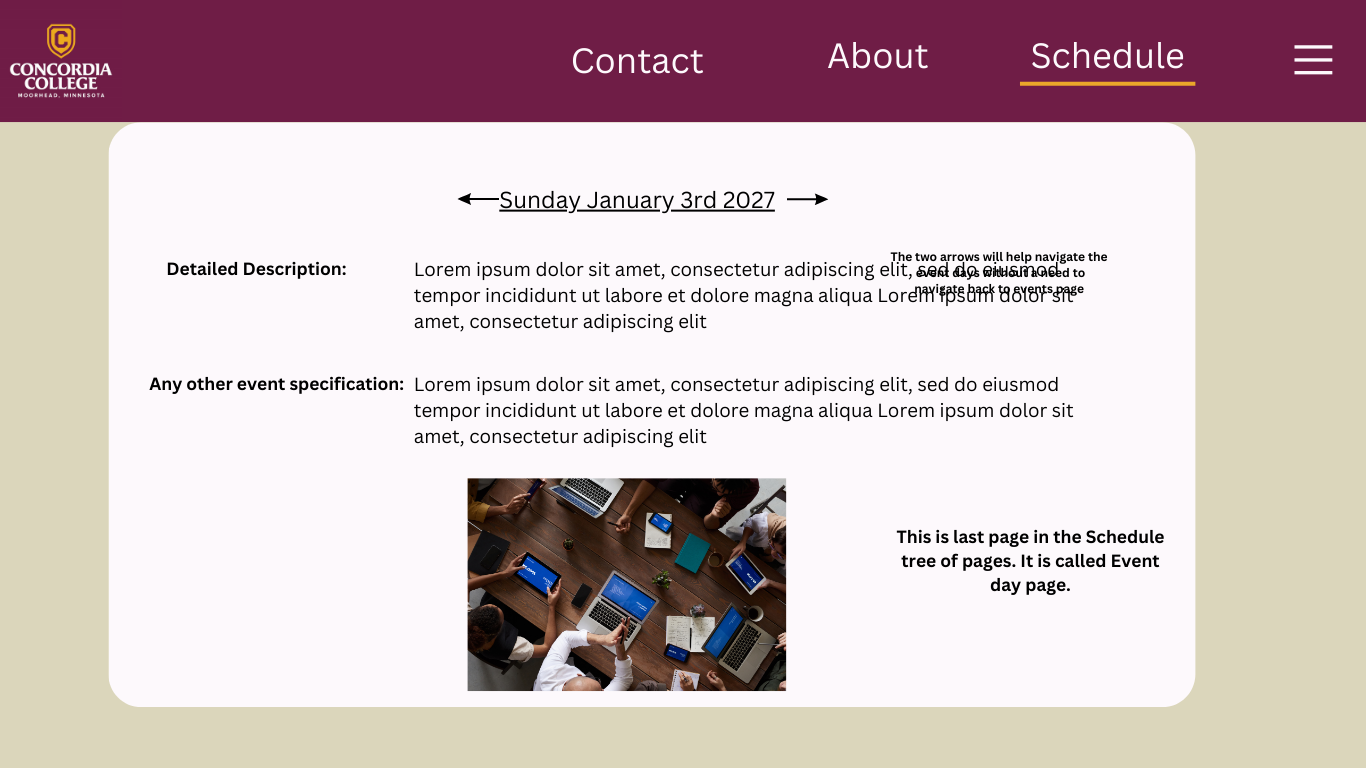 CONCORDIA
COLLEGE
MOORHEAD, MINNESOTA
Contact
About
Schedule
Sunday January 3rd 2027
Detailed Description:
Lorem ipsum dolor sit amet, consectetur adipiscing elit, sed do eiusmod
tempor incididunt ut labore et dolore magna aliqua Lorem ipsum dolor sit
amet, consectetur adipiscing elit
The two arrows will help navigate the
event days without a need to
navigate back to events page
Any other event specification:
Lorem ipsum dolor sit amet, consectetur adipiscing elit, sed do eiusmod
tempor incididunt ut labore et dolore magna aliqua Lorem ipsum dolor sit
amet, consectetur adipiscing elit
This is last page in the Schedule
tree of pages. It is called Event
day page.